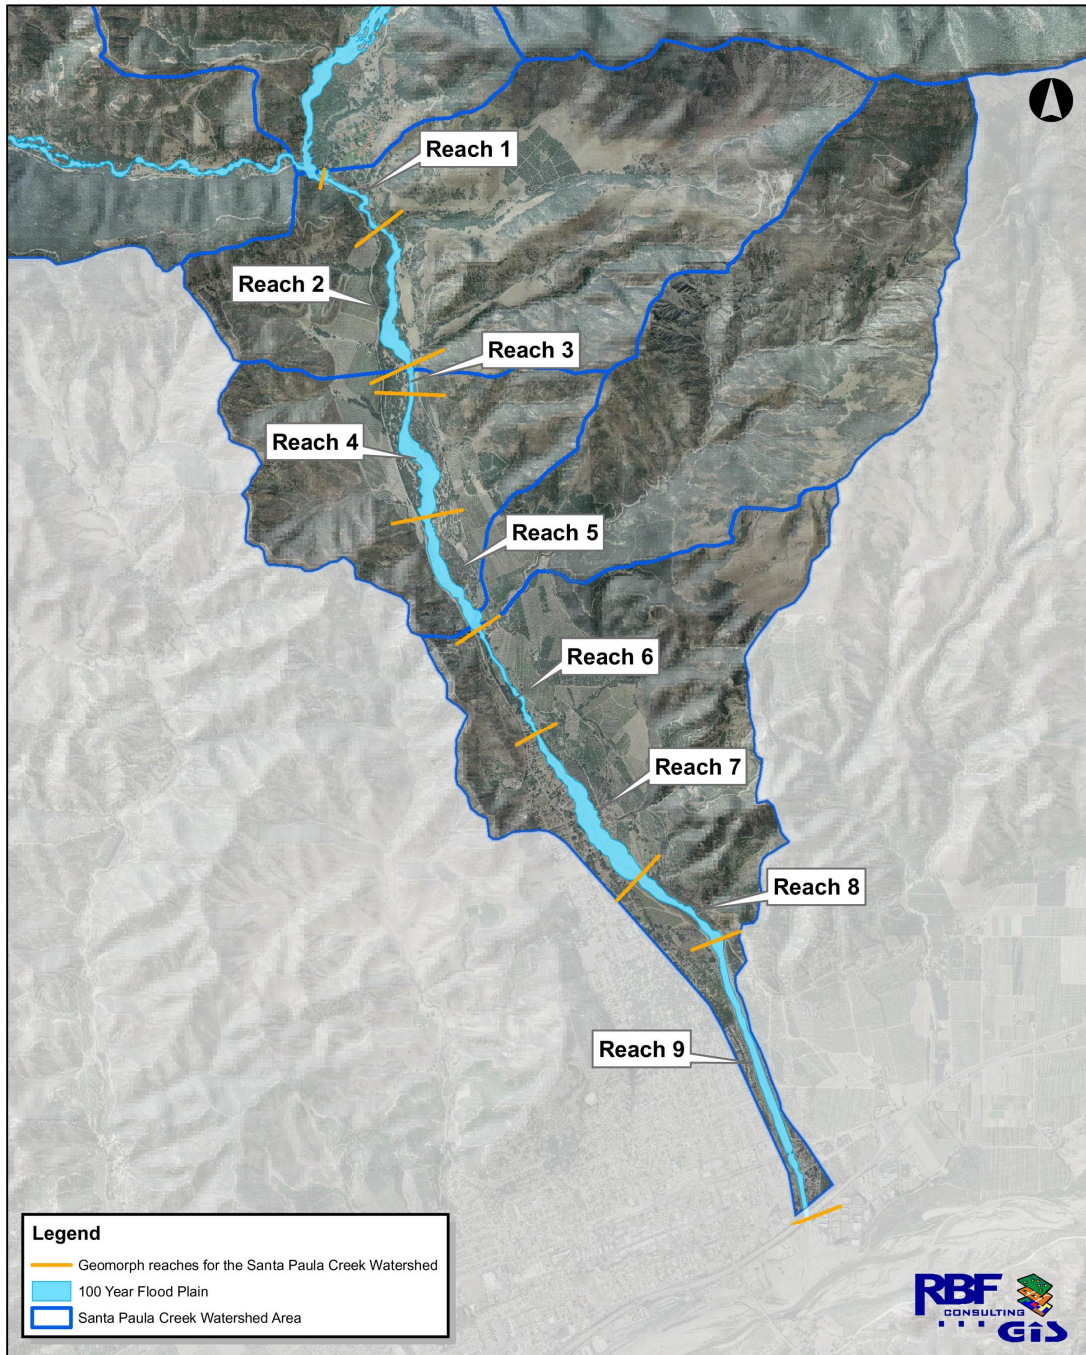 Reach 1
Reach 2
Reach 3
Reach 4
Reach 5
Reach 6
Reach 7
Reach 8
Reach 9
Legend
Geomorph reaches for the Santa Paula Creek Watershed
100 Year Flood Plain
Santa Paula Creek Watershed Area
RBF
CONSULTING
GIS